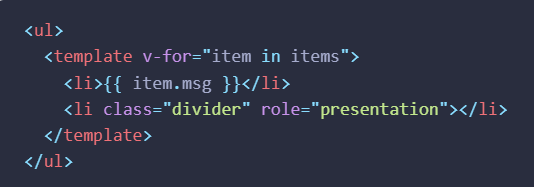 <ul>
  <template v-for="item in items">
    <li>{{ item.msg }}</li>
    <li class="divider" role="presentation"></li>
  </template>
</ul>